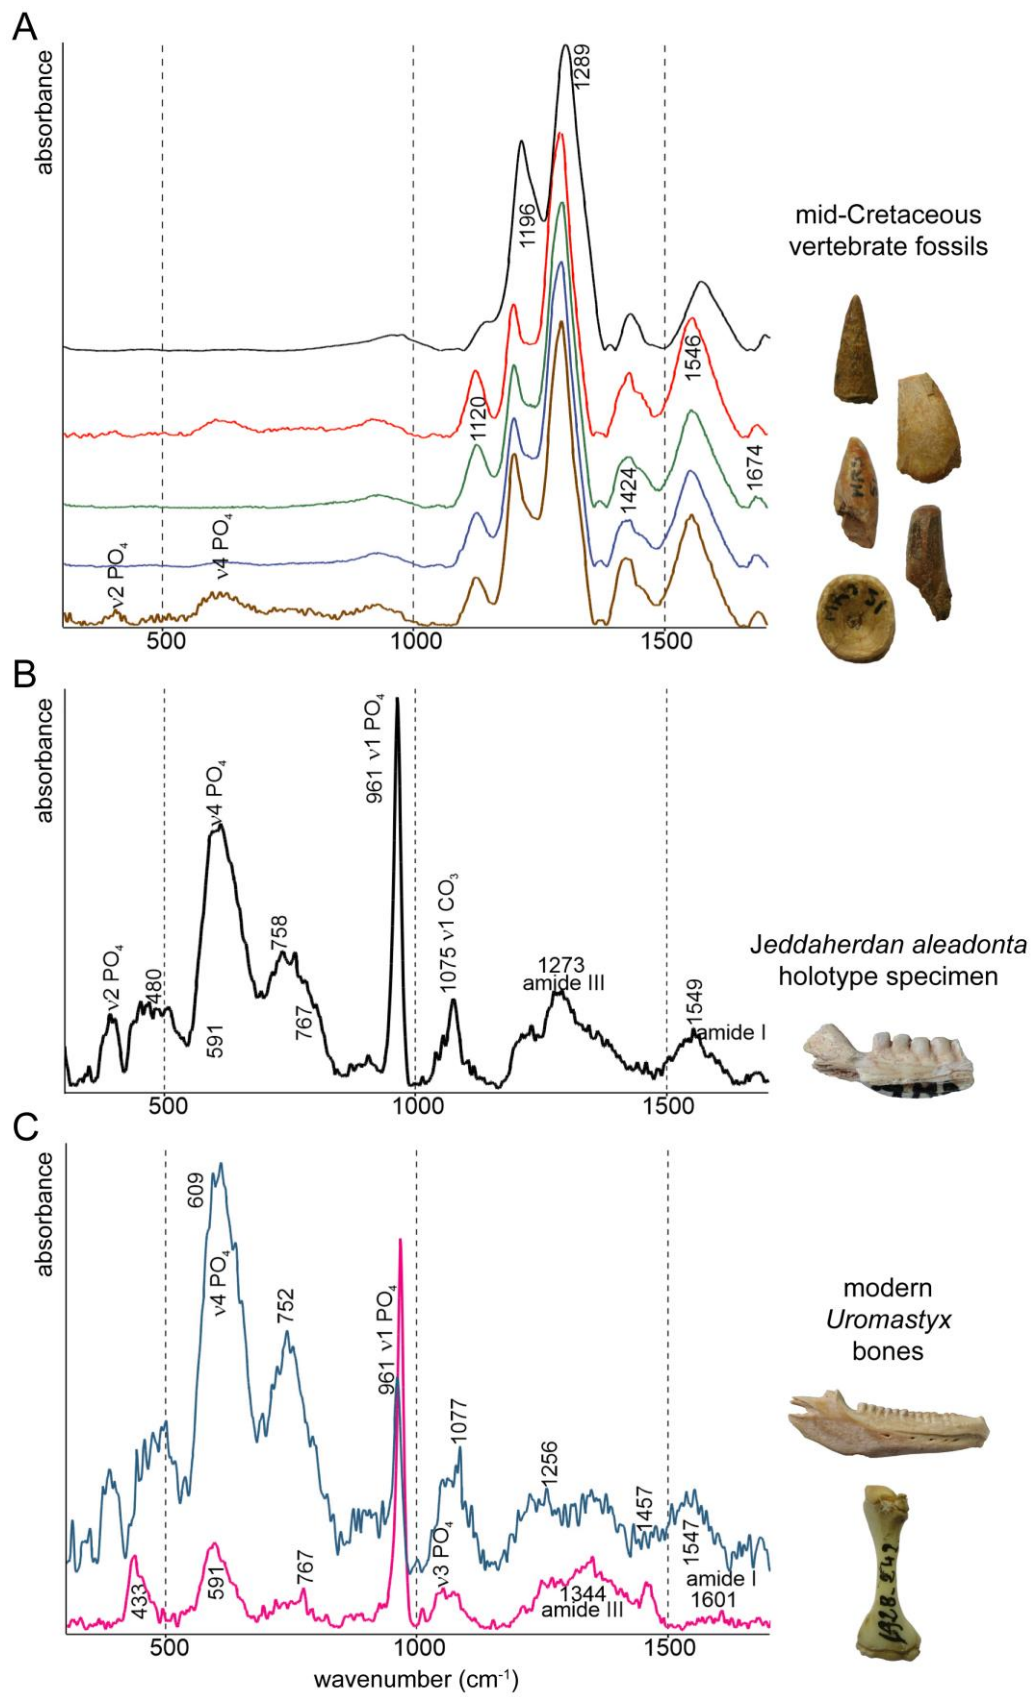 A
absorbance
1289
1196
1120
1546
1424
1674
ν2 PO4
ν4 PO4
500
1000
1500
mid-Cretaceous
vertebrate fossils
B
absorbance
ν2 PO4
480
591
ν4 PO4
758
767
961 ν1 PO4
1075 ν1 CO3
1273
amide III
1549
amide I
500
1000
1500
Jeddaherdan aleadonta
holotype specimen
C
absorbance
609
ν4 PO4
752
961 ν1 PO4
1077
1256
1457
1547
amide I
1601
433
591
767
ν3 PO4
1344
amide III
500
1000
1500
wavenumber (cm-1)
modern
Uromastyx
bones